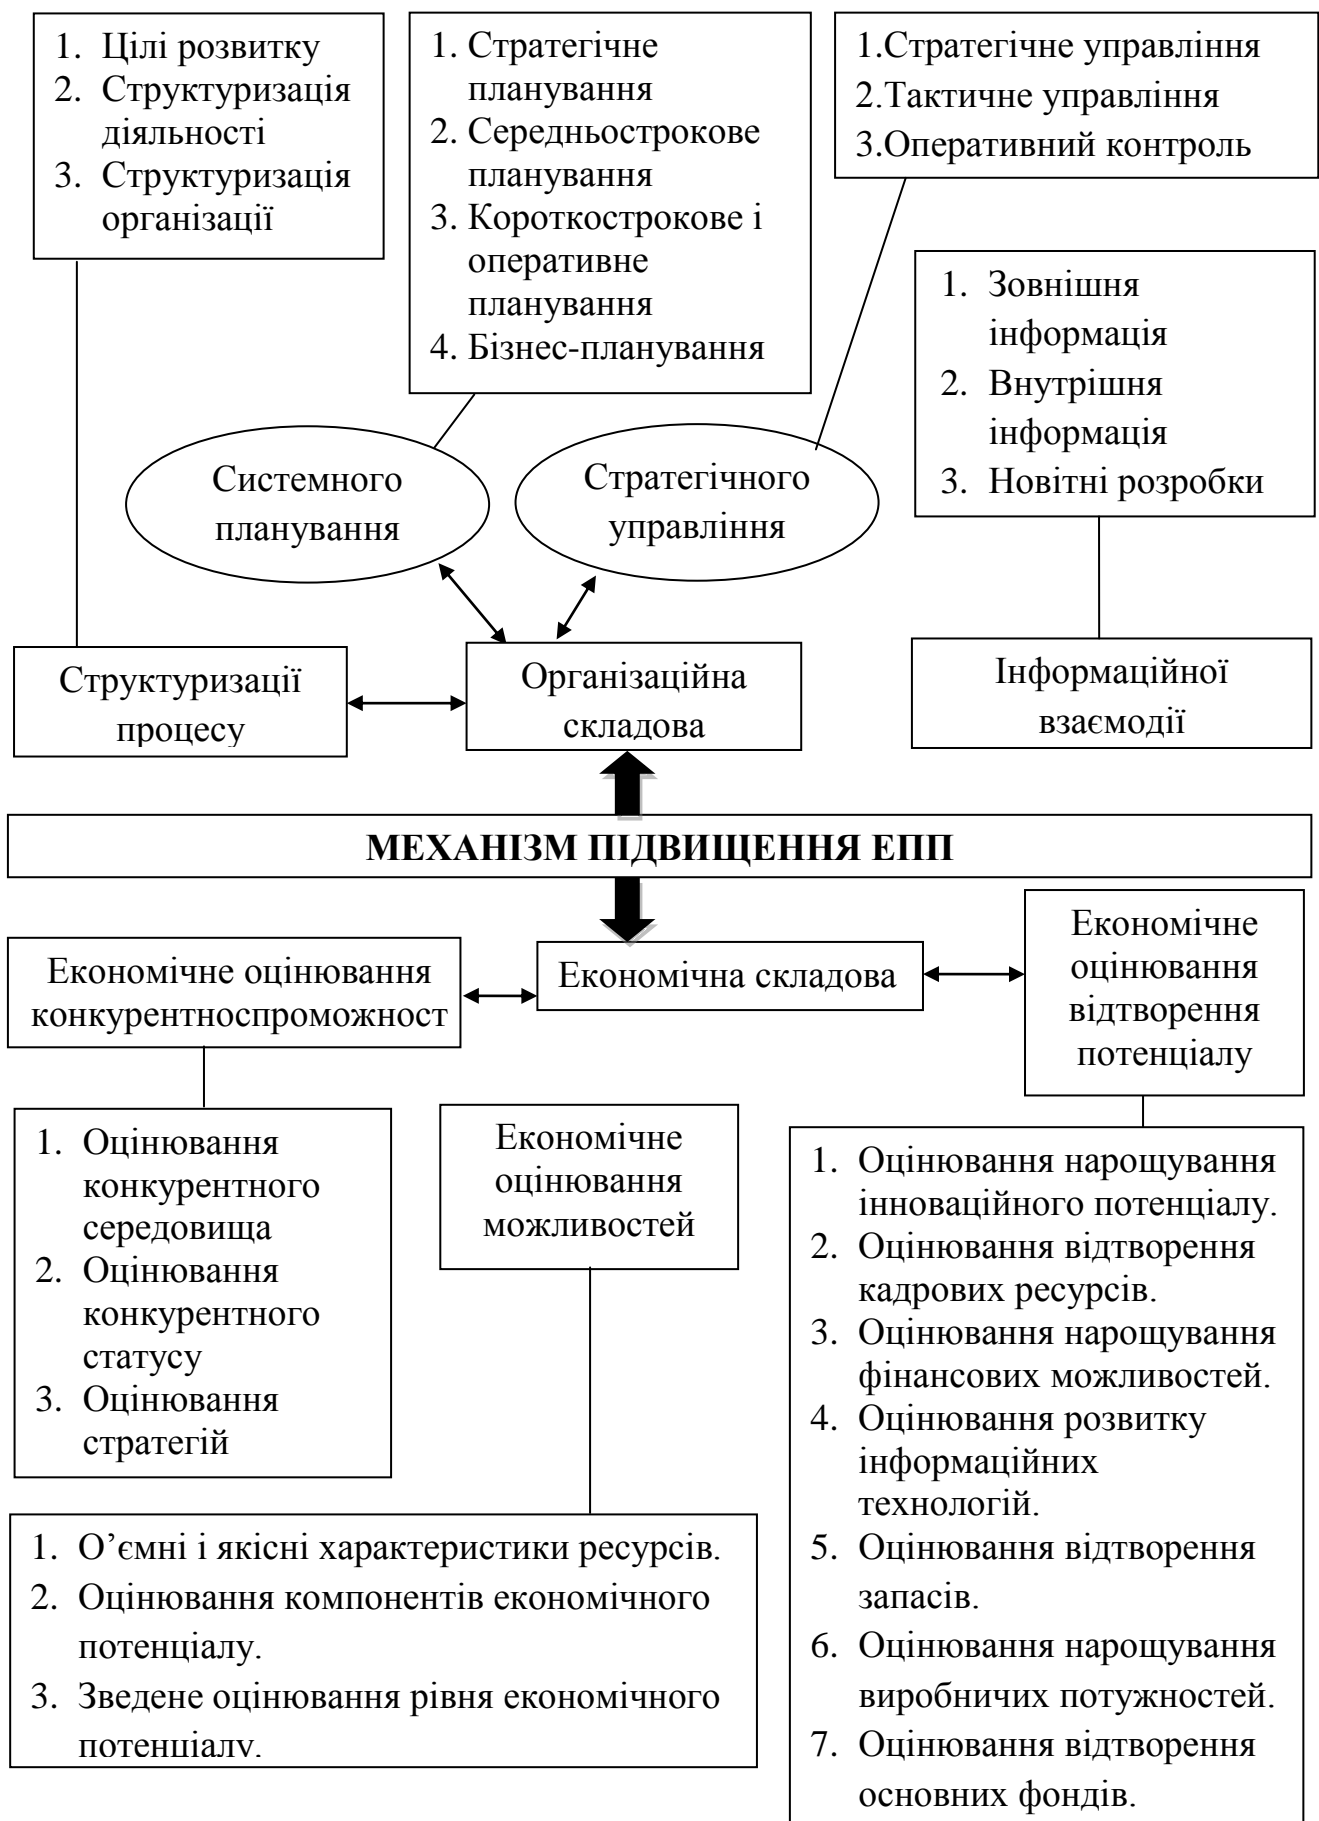 1. Цілі розвитку
2. Структуризація
діяльності
3. Структуризація
організації
1. Стратегічне
планування
2. Середньострокове
планування
3. Короткострокове і
оперативне
планування
4. Бізнес-планування
1.Стратегічне управління
2.Тактичне управління
3.Оперативний контроль
1. Зовнішня
інформація
2. Внутрішня
інформація
3. Новітні розробки
Системного
планування
Стратегічного
управління
Структуризації
процесу
Організаційна
складова
Інформаційної
взаємодії
МЕХАНІЗМ ПІДВИЩЕННЯ ЕПП
Економічне оцінювання
конкурентноспроможност
Економічна складова
Економічне
оцінювання
відтворення
потенціалу
1. Оцінювання
конкурентного
середовища
2. Оцінювання
конкурентного
статусу
3. Оцінювання
стратегій
Економічне
оцінювання
можливостей
1. Оцінювання нарощування
інноваційного потенціалу.
2. Оцінювання відтворення
кадрових ресурсів.
3. Оцінювання нарощування
фінансових можливостей.
4. Оцінювання розвитку
інформаційних
технологій.
5. Оцінювання відтворення
запасів.
6. Оцінювання нарощування
виробничих потужностей.
7. Оцінювання відтворення
основних фондів.
1. О’ємні і якісні характеристики ресурсів.
2. Оцінювання компонентів економічного
потенціалу.
3. Зведене оцінювання рівня економічного
потенціалу.